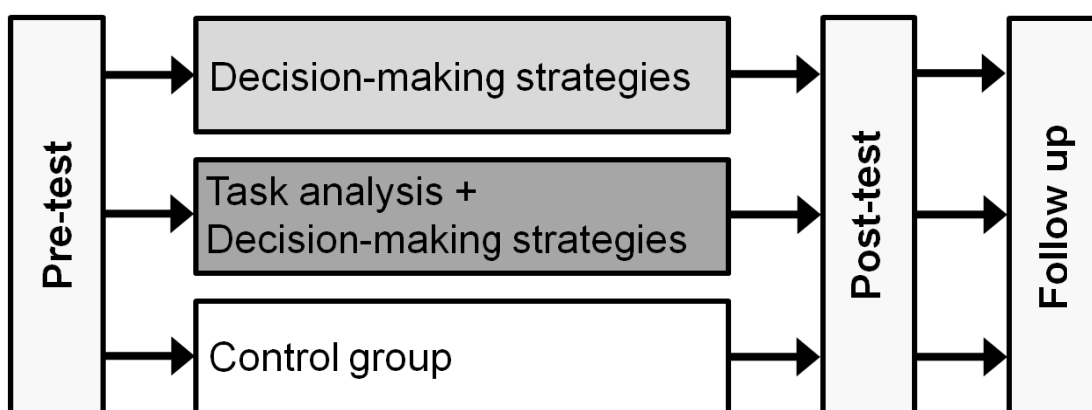 Pre-test
Decision-making strategies
Task analysis +
Decision-making strategies
Control group
Post-test
Follow up